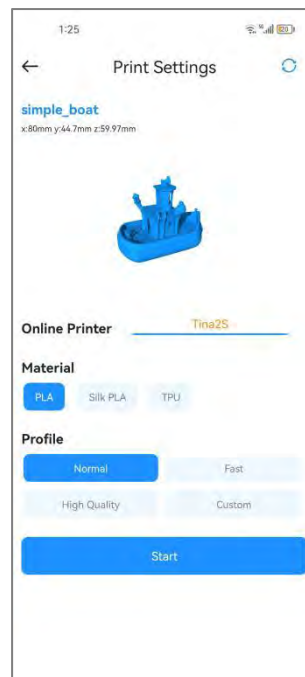 1:25
Print Settings
simple_boat
x:80mm y:44.7mm z:59.97mm
Online Printer Tina2S
Material
PLA Silk PLA TPU
Profile
Normal Fast
High Quality Custom
Start